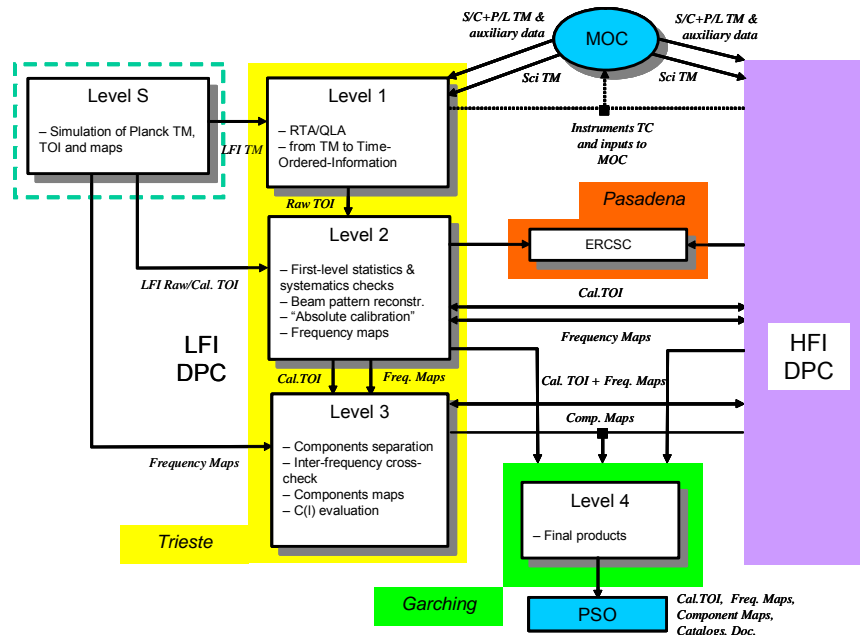 S/C+P/L TM &
auxiliary data
MOC
S/C+P/L TM &
auxiliary data
Sci TM
Sci TM
Level S
– Simulation of Planck TM,
TOI and maps
LFI TM
Level 1
– RTA/QLA
– from TM to Time-
Ordered-Information
Instruments TC
and inputs to
MOC
Raw TOI
Pasadena
ERCSC
Level 2
– First-level statistics &
systematics checks
– Beam pattern reconstr.
– “Absolute calibration”
– Frequency maps
LFI Raw/Cal. TOI
Cal.TOI
Frequency Maps
LFI
DPC
HFI
DPC
Cal.TOI
Freq. Maps
Cal. TOI + Freq. Maps
Level 3
– Components separation
– Inter-frequency cross-
check
– Components maps
– C(l) evaluation
Comp. Maps
Frequency Maps
Level 4
– Final products
Trieste
Garching
PSO
Cal.TOI, Freq. Maps,
Component Maps,
Catalogs, Doc.